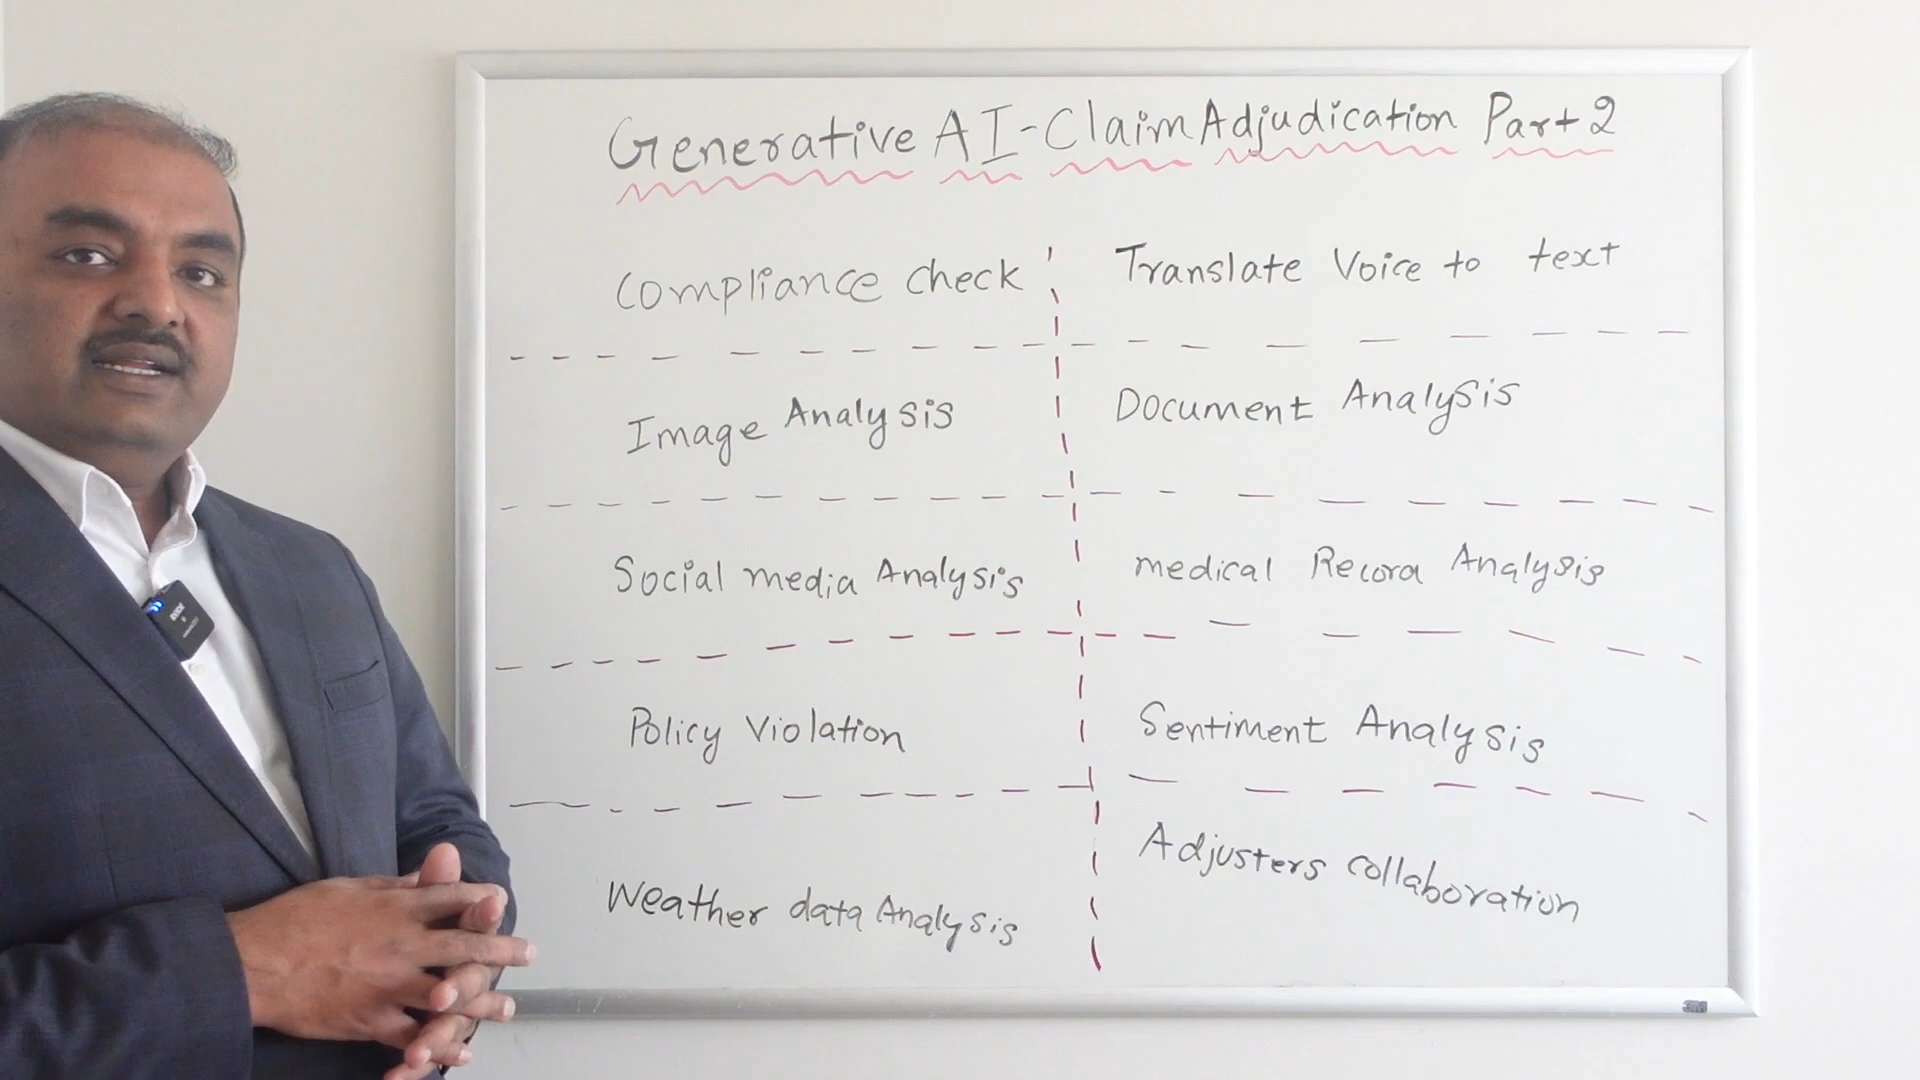 Generative AI-Claim Adjudication Part 2
Compliance check
Translate Voice to text
Image Analysis
Document Analysis
Social media Analysis
medical Record Analysis
Policy Violation
Sentiment Analysis
Weather data Analysis
Adjusters collaboration